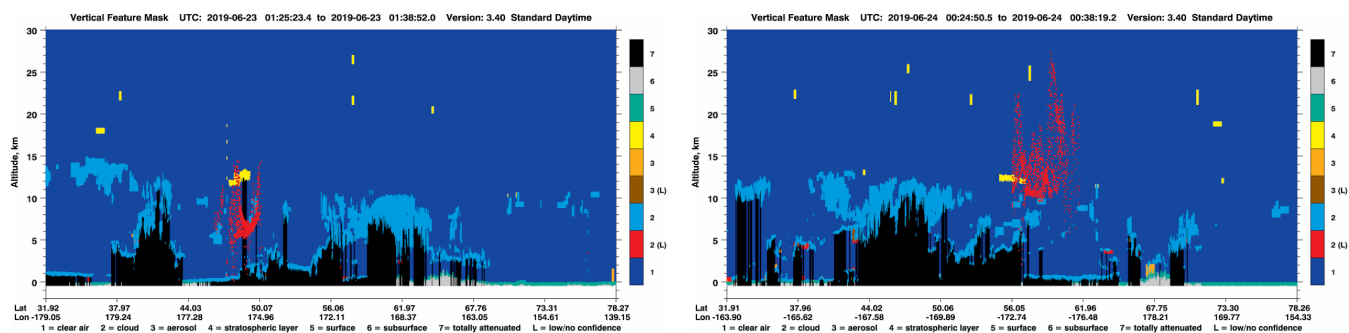 Vertical Feature Mask UTC: 2019-06-23 01:25:23.4 to 2019-06-23 01:38:52.0 Version: 3.40 Standard Daytime
30
25
20
15
10
5
0
Altitude, km
7
6
5
4
3
3 (L)
2
2 (L)
1
Lat 31.92 37.97 44.03 50.07 56.06 61.97 67.76 73.31 78.27
Lon -179.05 179.24 177.28 174.96 172.11 168.37 163.05 154.61 139.15
1 = clear air 2 = cloud 3 = aerosol 4 = stratospheric layer 5 = surface 6 = subsurface 7= totally attenuated L = low/no confidence
Vertical Feature Mask UTC: 2019-06-24 00:24:50.5 to 2019-06-24 00:38:19.2 Version: 3.40 Standard Daytime
30
25
20
15
10
5
0
Altitude, km
7
6
5
4
3
3 (L)
2
2 (L)
1
Lat 31.91 37.96 44.02 50.06 56.05 61.96 67.75 73.30 78.26
Lon -163.90 -165.62 -167.58 -169.89 -172.74 -176.48 178.21 169.77 154.33
1 = clear air 2 = cloud 3 = aerosol 4 = stratospheric layer 5 = surface 6 = subsurface 7= totally attenuated L = low/no confidence